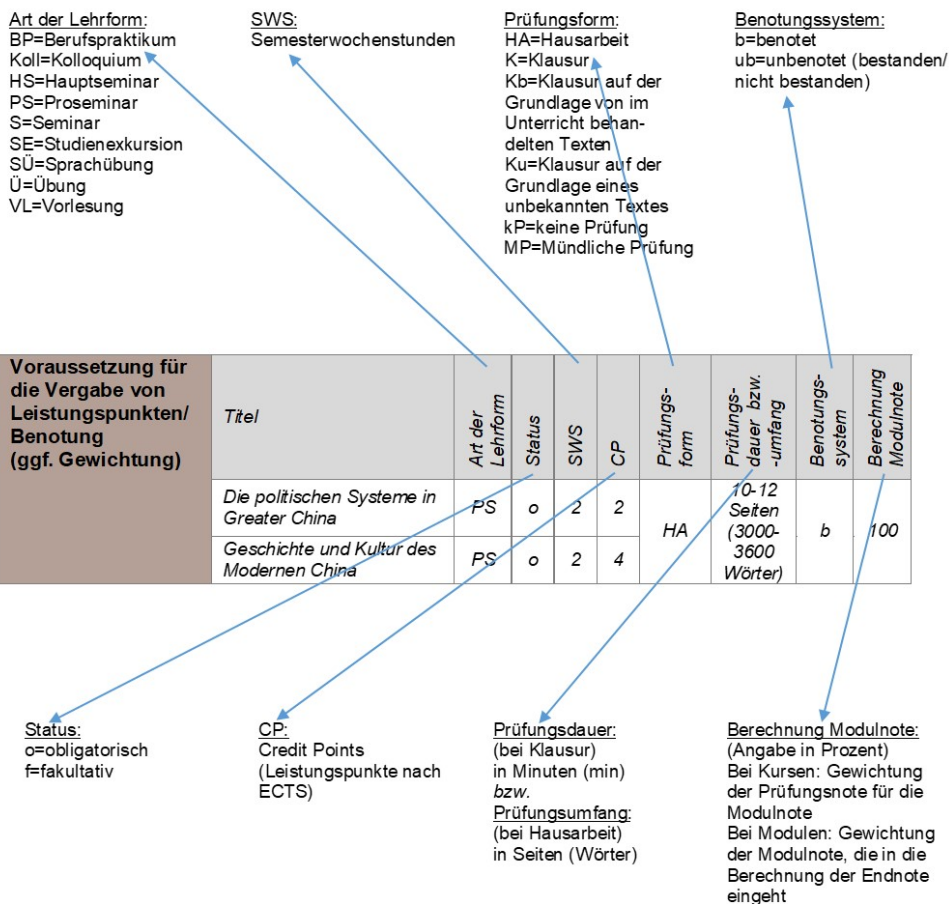 Art der Lehrform:
BP=Berufspraktikum
Koll=Kolloquium
HS=Hauptseminar
PS=Proseminar
S=Seminar
SE=Studienexkursion
SÜ=Sprachübung
Ü=Übung
VL=Vorlesung
SWS:
Semesterwochenstunden
Prüfungsform:
HA=Hausarbeit
K=Klausur
Kb=Klausur auf der
Grundlage von im
Unterricht behan-
delten Texten
Ku=Klausur auf der
Grundlage eines
unbekannten Textes
kP=keine Prüfung
MP=Mündliche Prüfung
Benotungssystem:
b=benotet
ub=unbenotet (bestanden/
nicht bestanden)
Voraussetzung für
die Vergabe von
Leistungspunkten/
Benotung
(ggf. Gewichtung)
Titel
Art der
Lehrform
Status
SWS
CP
Prüfungs-
form
Prüfungs-
dauer bzw.
-umfang
Benotungs-
system
Berechnung
Modulnote
Die politischen Systeme in
Greater China
PS
o
2
2
Geschichte und Kultur des
Modernen China
PS
o
2
4
HA
10-12
Seiten
(3000-
3600
Wörter)
b
100
Status:
o=obligatorisch
f=fakultativ
CP:
Credit Points
(Leistungspunkte nach
ECTS)
Prüfungsdauer:
(bei Klausur)
in Minuten (min)
bzw.
Prüfungsumfang:
(bei Hausarbeit)
in Seiten (Wörter)
Berechnung Modulnote:
(Angabe in Prozent)
Bei Kursen: Gewichtung
der Prüfungsnote für die
Modulnote
Bei Modulen: Gewichtung
der Modulnote, die in die
Berechnung der Endnote
eingeht